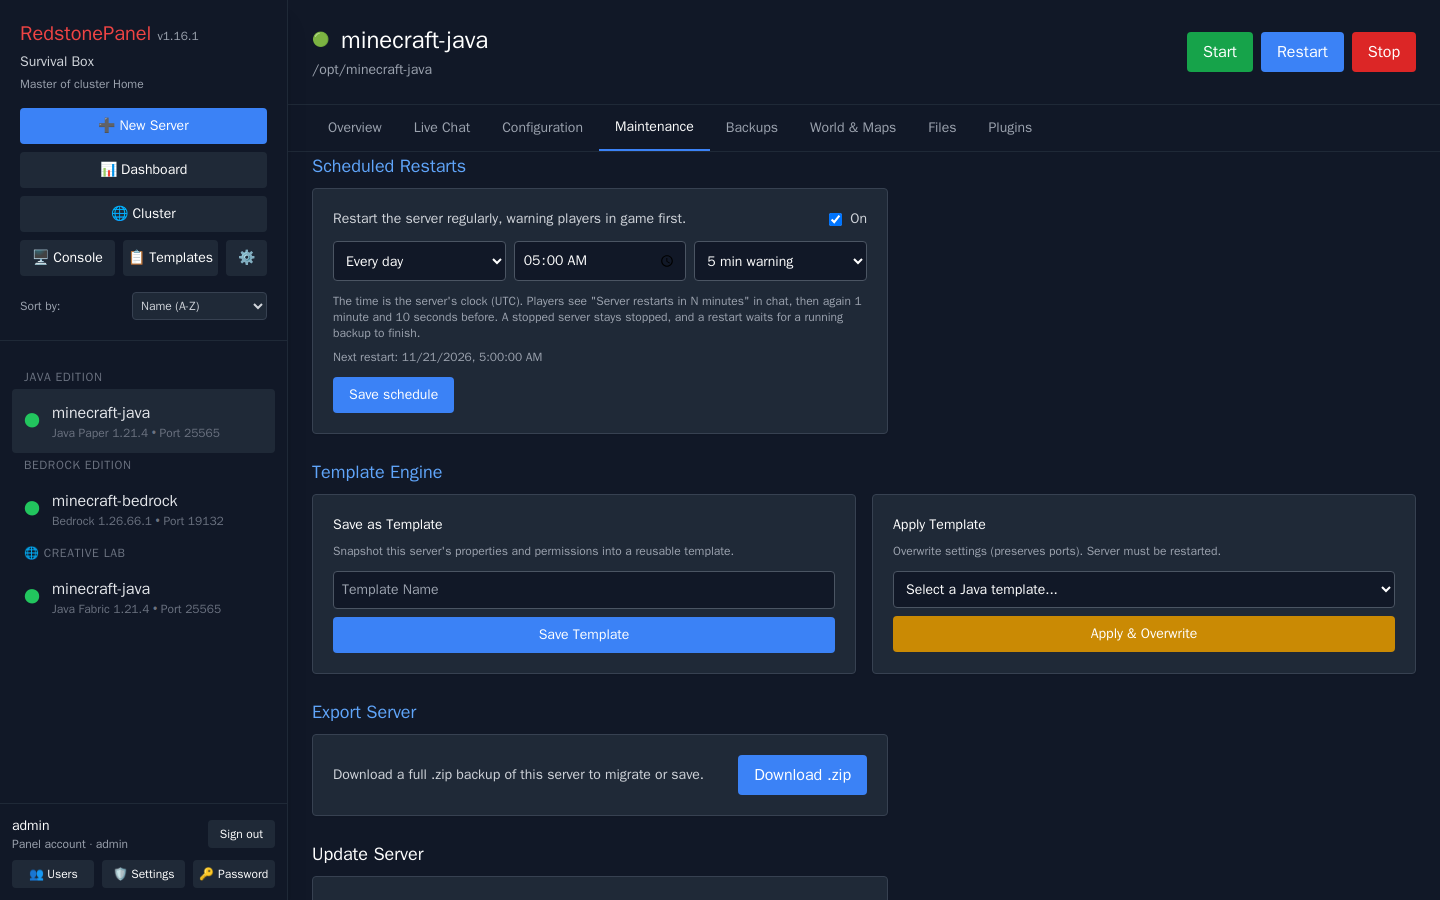 RedstonePanel v1.16.1
Survival Box
Master of cluster Home
➕ New Server
📊 Dashboard
🌐 Cluster
🖥️ Console
📋 Templates
⚙️
Sort by:
Name (A-Z)
JAVA EDITION
minecraft-java
Java Paper 1.21.4 • Port 25565
BEDROCK EDITION
minecraft-bedrock
Bedrock 1.26.66.1 • Port 19132
🌐 CREATIVE LAB
minecraft-java
Java Fabric 1.21.4 • Port 25565
admin
Panel account · admin
Sign out
👥 Users
🛡️ Settings
🔑 Password
minecraft-java
/opt/minecraft-java
Start
Restart
Stop
Overview
Live Chat
Configuration
Maintenance
Backups
World & Maps
Files
Plugins
Scheduled Restarts
Restart the server regularly, warning players in game first.
On
Every day
05:00 AM
5 min warning
The time is the server's clock (UTC). Players see "Server restarts in N minutes" in chat, then again 1
minute and 10 seconds before. A stopped server stays stopped, and a restart waits for a running
backup to finish.
Next restart: 11/21/2026, 5:00:00 AM
Save schedule
Template Engine
Save as Template
Snapshot this server's properties and permissions into a reusable template.
Template Name
Save Template
Apply Template
Overwrite settings (preserves ports). Server must be restarted.
Select a Java template...
Apply & Overwrite
Export Server
Download a full .zip backup of this server to migrate or save.
Download .zip
Update Server